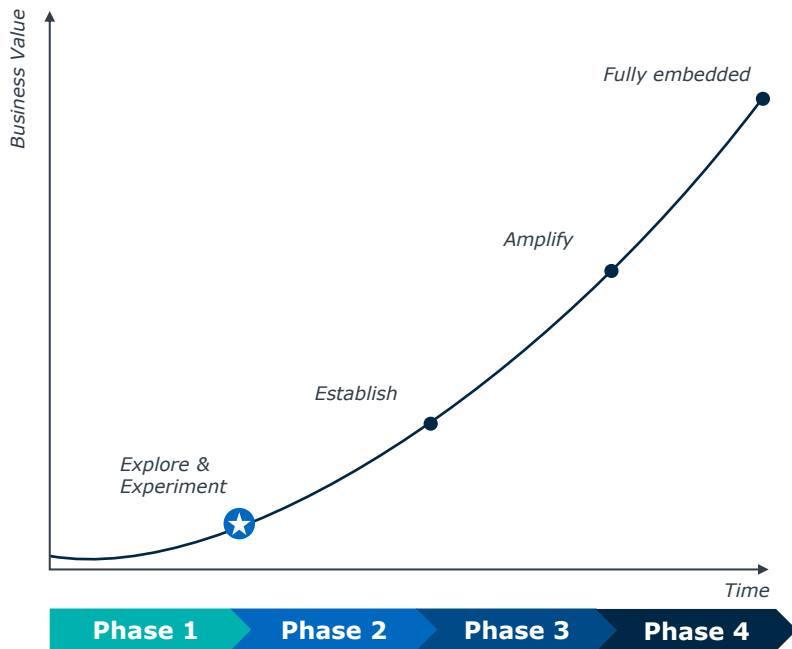 Business Value
Fully embedded
Amplify
Establish
Explore &
Experiment
Time
Phase 1
Phase 2
Phase 3
Phase 4